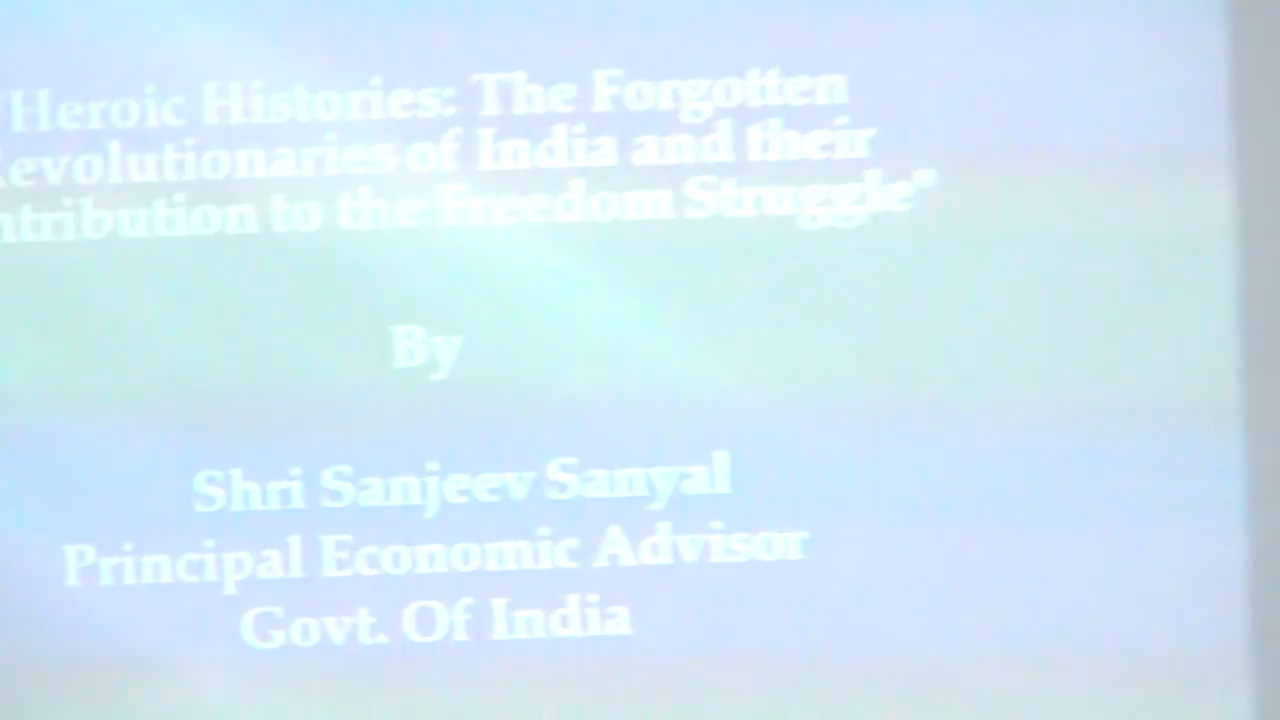 "Heroic Histories: The Forgotten
Revolutionaries of India and their
ntribution to the Freedom Struggle"
By
Shri Sanjeev Sanyal
Principal Economic Advisor
Govt. Of India